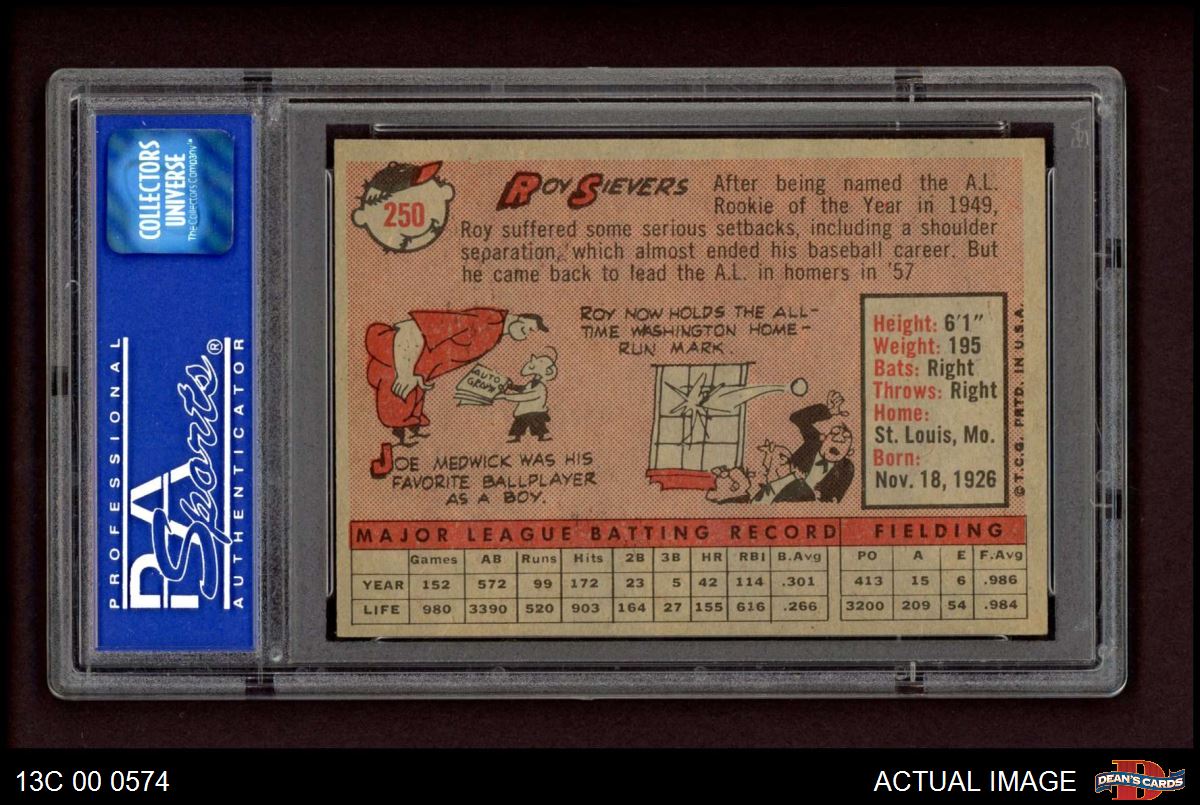 COLLECTORS
UNIVERSE
The Collectors Company™
PROFESSIONAL
PSA
Sports®
AUTHENTICATOR
250
ROY SIEVERS
After being named the A.L.
Rookie of the Year in 1949,
Roy suffered some serious setbacks, including a shoulder
separation, which almost ended his baseball career. But
he came back to lead the A.L. in homers in '57
ROY NOW HOLDS THE ALL-
TIME WASHINGTON HOME-
RUN MARK.
AUTO
GRAPH
JOE MEDWICK WAS HIS
FAVORITE BALLPLAYER
AS A BOY.
Height: 6'1"
Weight: 195
Bats: Right
Throws: Right
Home:
St. Louis, Mo.
Born:
Nov. 18, 1926
© T.C.G. PRTD. IN U.S.A.
MAJOR LEAGUE BATTING RECORD FIELDING
Games AB Runs Hits 2B 3B HR RBI B.Avg PO A E F.Avg
YEAR 152 572 99 172 23 5 42 114 .301 413 15 6 .986
LIFE 980 3390 520 903 164 27 155 616 .266 3200 209 54 .984
13C 00 0574
ACTUAL IMAGE
DEAN'S CARDS